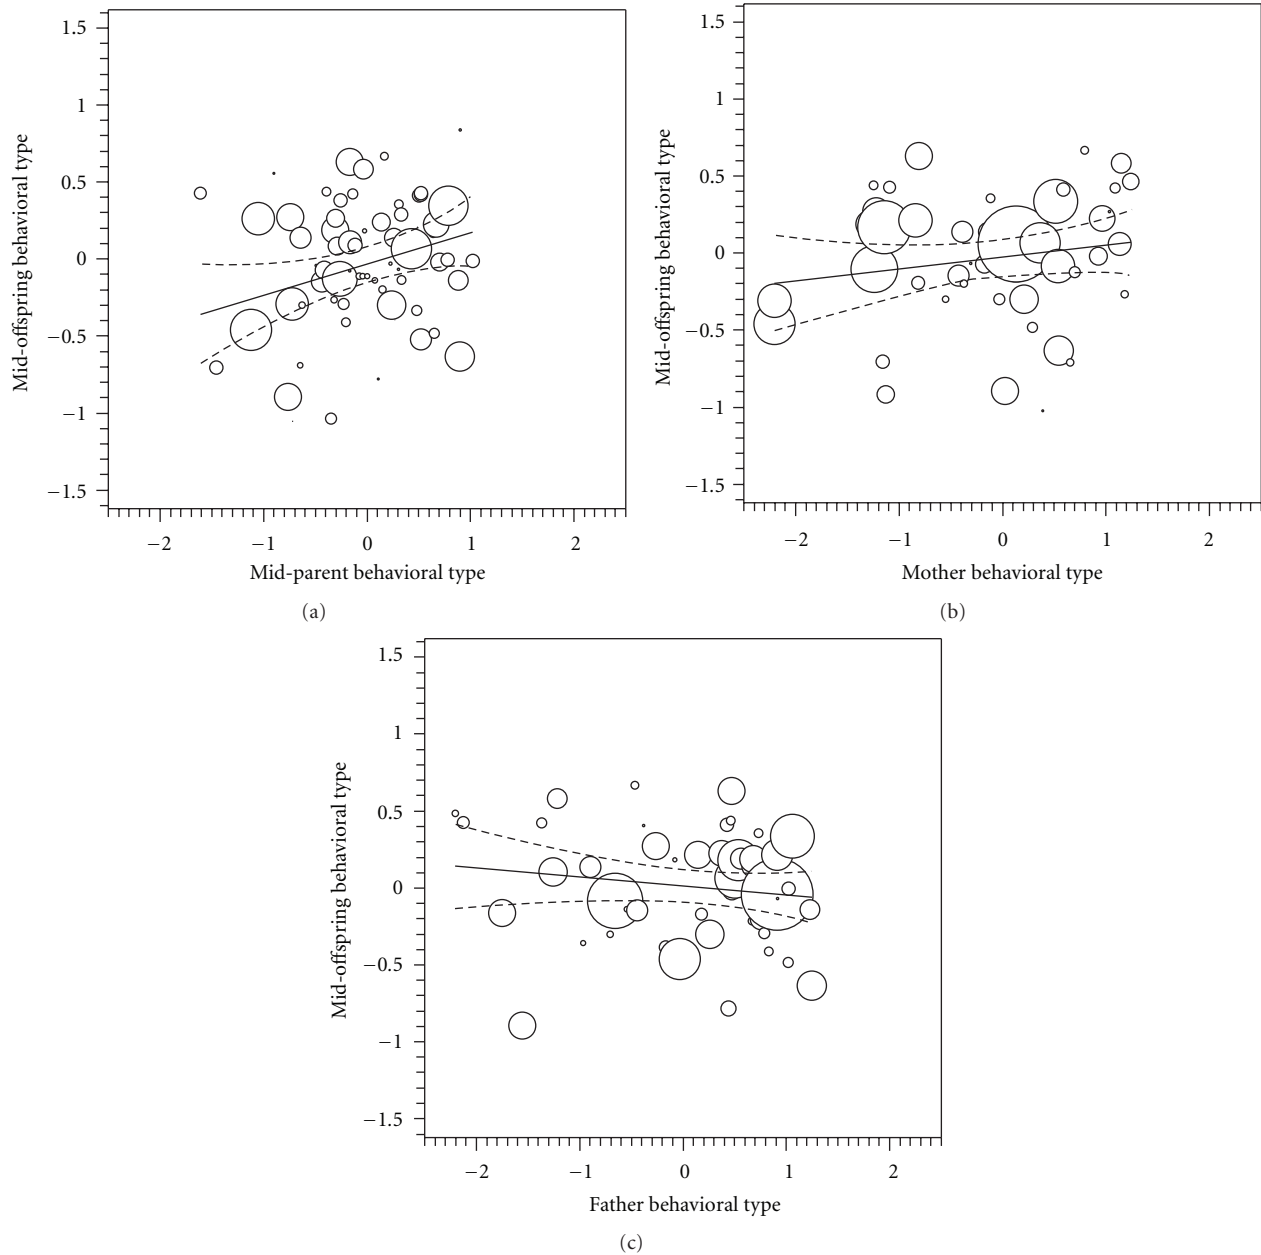 1.5
1
0.5
0
−0.5
−1
−1.5
Mid-offspring behavioral type
−2 −1 0 1 2
Mid-parent behavioral type
(a)
1.5
1
0.5
0
−0.5
−1
−1.5
Mid-offspring behavioral type
−2 −1 0 1 2
Mother behavioral type
(b)
1.5
1
0.5
0
−0.5
−1
−1.5
Mid-offspring behavioral type
−2 −1 0 1 2
Father behavioral type
(c)